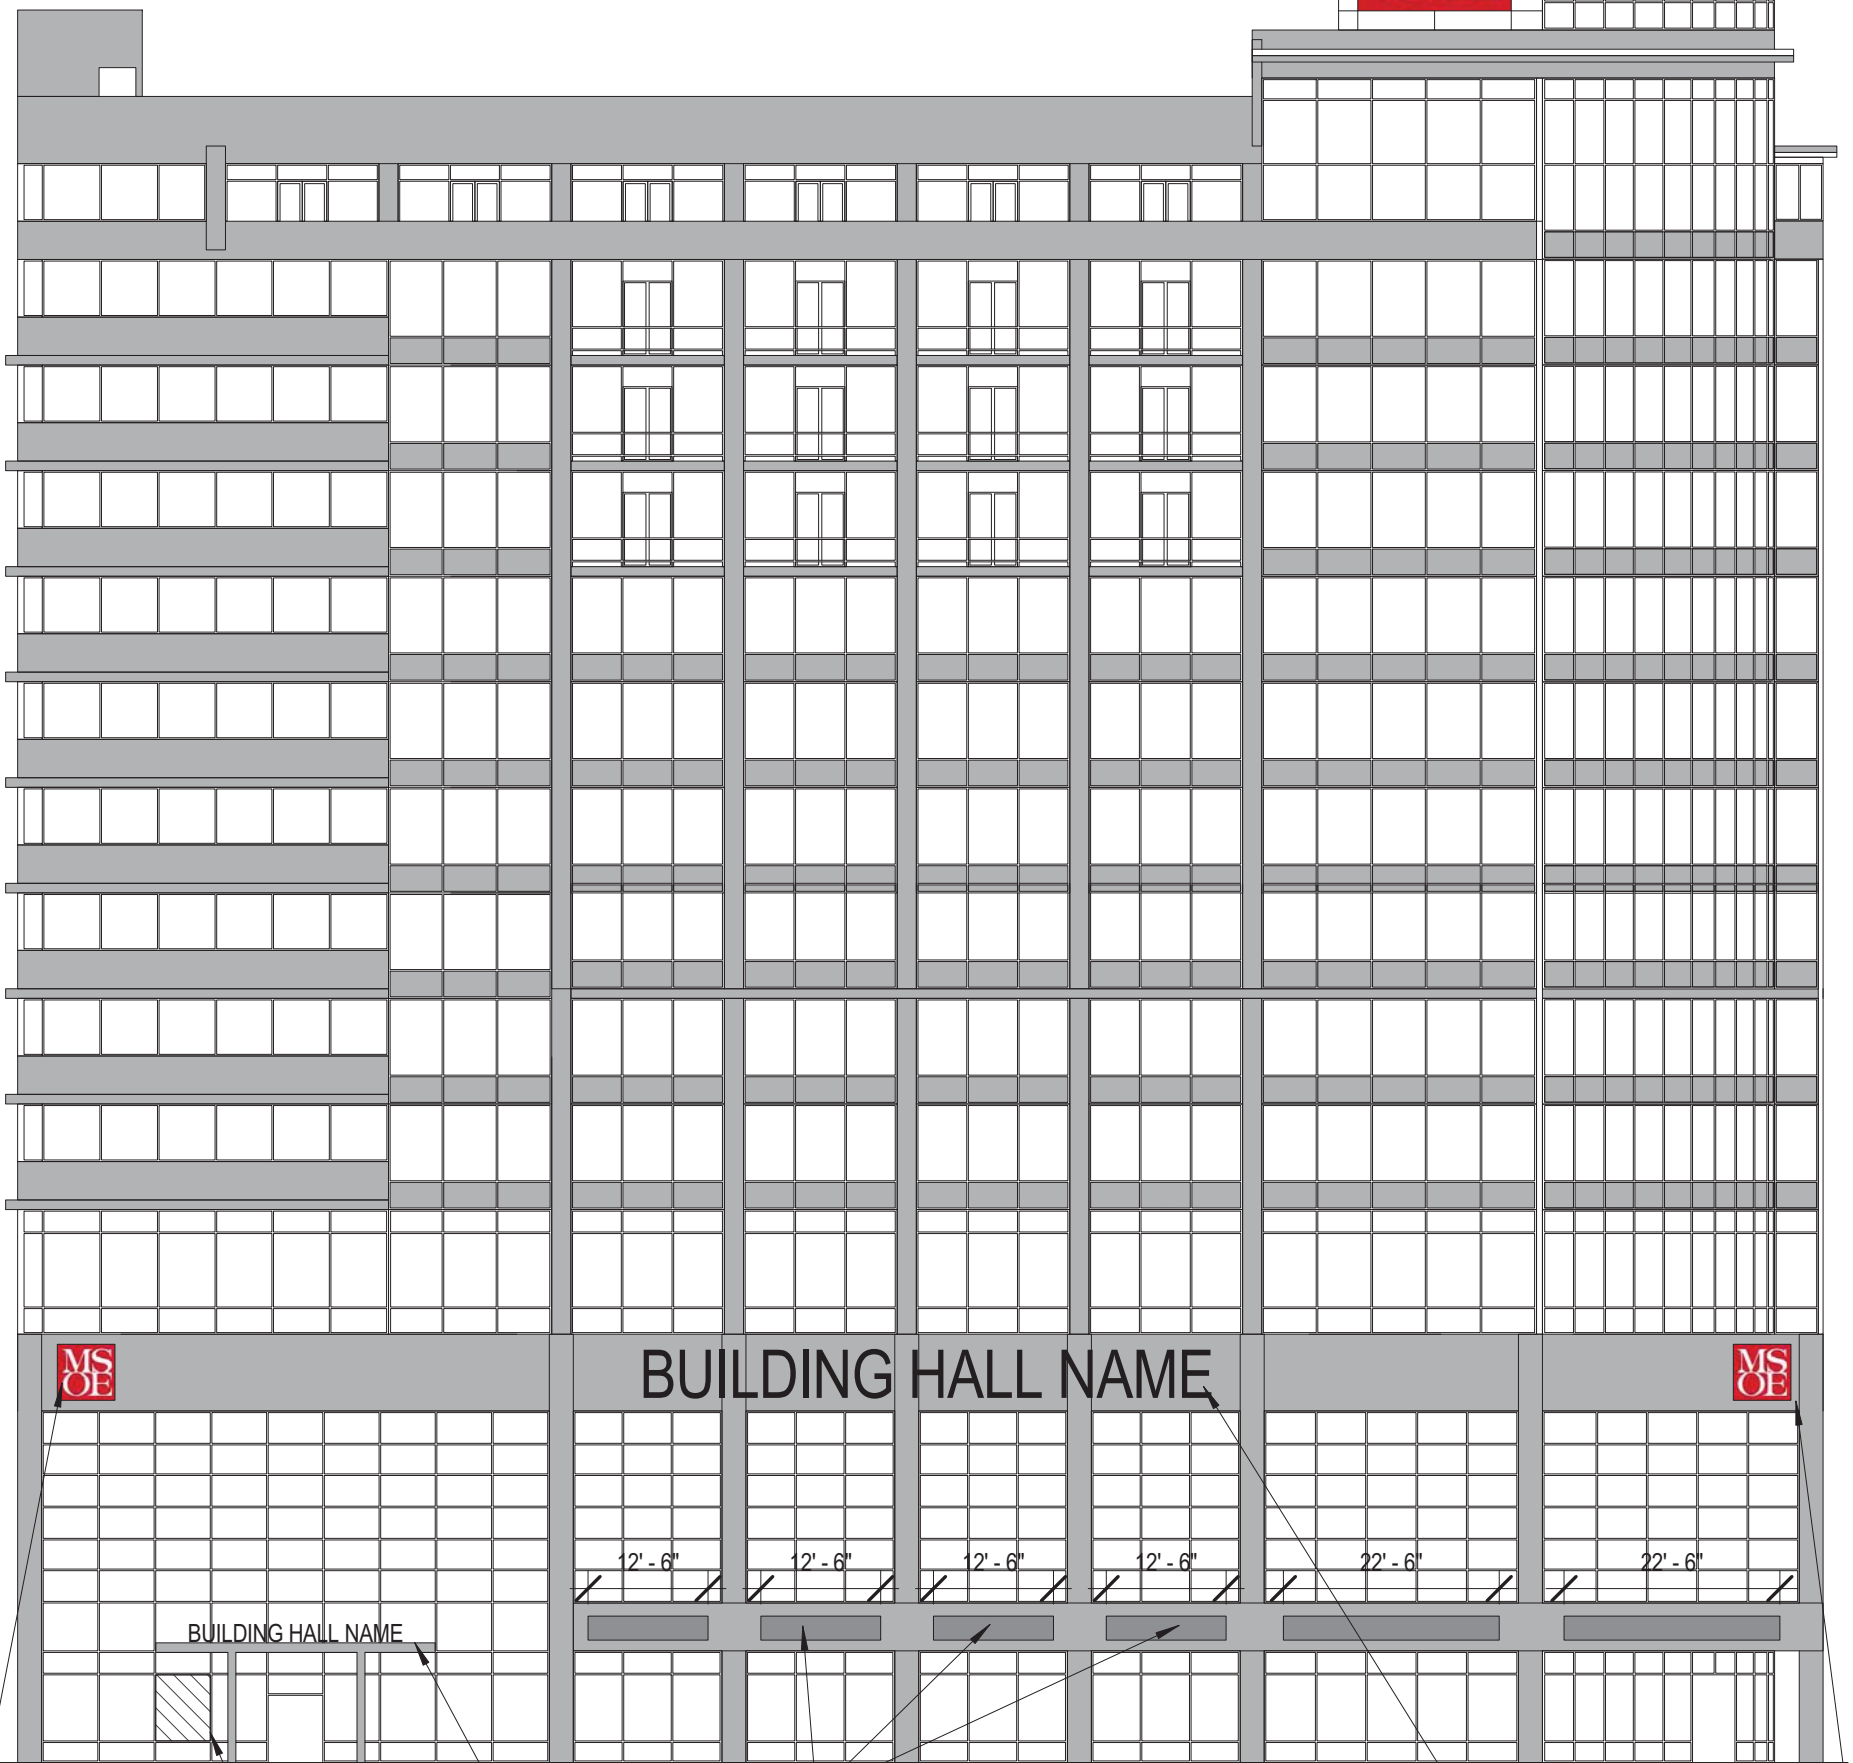 MS
OE
BUILDING HALL NAME
MS
OE
12' - 6"
12' - 6"
12' - 6"
12' - 6"
22' - 6"
22' - 6"
BUILDING HALL NAME